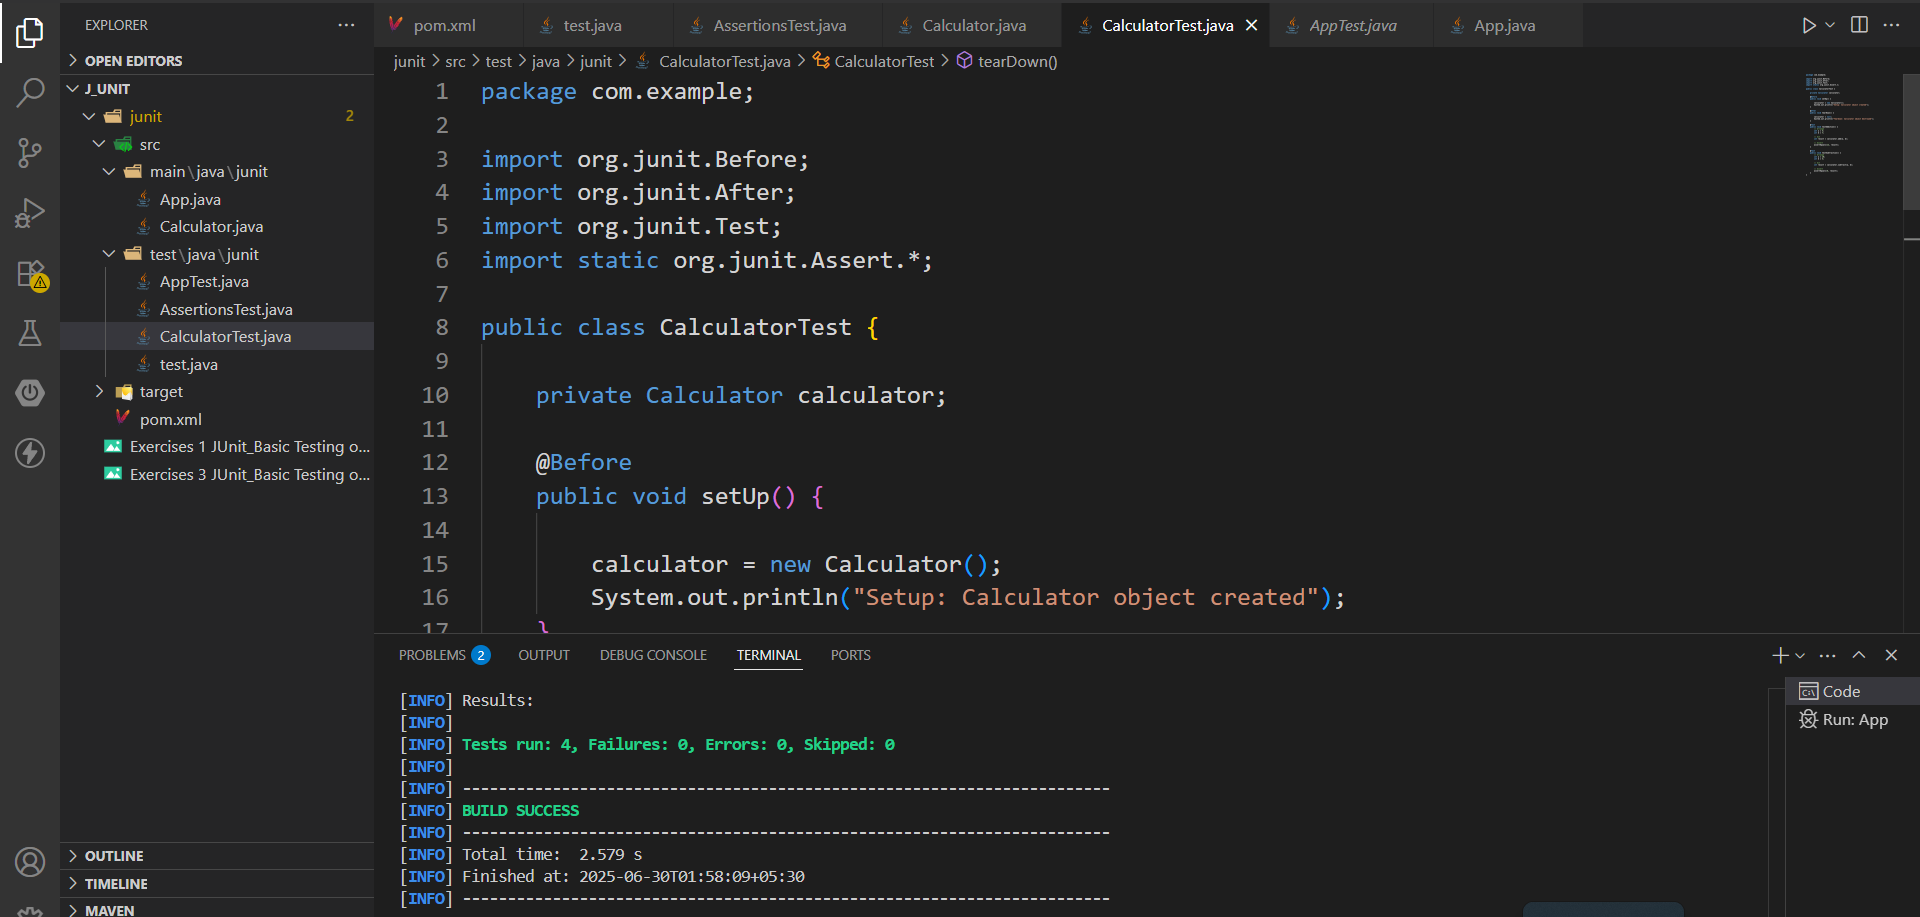 EXPLORER
OPEN EDITORS
J_UNIT
junit 2
src
main\java\junit
App.java
Calculator.java
test\java\junit
AppTest.java
AssertionsTest.java
CalculatorTest.java
test.java
target
pom.xml
Exercises 1 JUnit_Basic Testing o...
Exercises 3 JUnit_Basic Testing o...
OUTLINE
TIMELINE
MAVEN
pom.xml test.java AssertionsTest.java Calculator.java CalculatorTest.java AppTest.java App.java
junit > src > test > java > junit > CalculatorTest.java > CalculatorTest > tearDown()
1 package com.example;
2
3 import org.junit.Before;
4 import org.junit.After;
5 import org.junit.Test;
6 import static org.junit.Assert.*;
7
8 public class CalculatorTest {
9
10 private Calculator calculator;
11
12 @Before
13 public void setUp() {
14
15 calculator = new Calculator();
16 System.out.println("Setup: Calculator object created");
17 }
PROBLEMS 2 OUTPUT DEBUG CONSOLE TERMINAL PORTS
[INFO] Results:
[INFO]
[INFO] Tests run: 4, Failures: 0, Errors: 0, Skipped: 0
[INFO]
[INFO] ------------------------------------------------------------------------
[INFO] BUILD SUCCESS
[INFO] ------------------------------------------------------------------------
[INFO] Total time:  2.579 s
[INFO] Finished at: 2025-06-30T01:58:09+05:30
[INFO] ------------------------------------------------------------------------
Code
Run: App